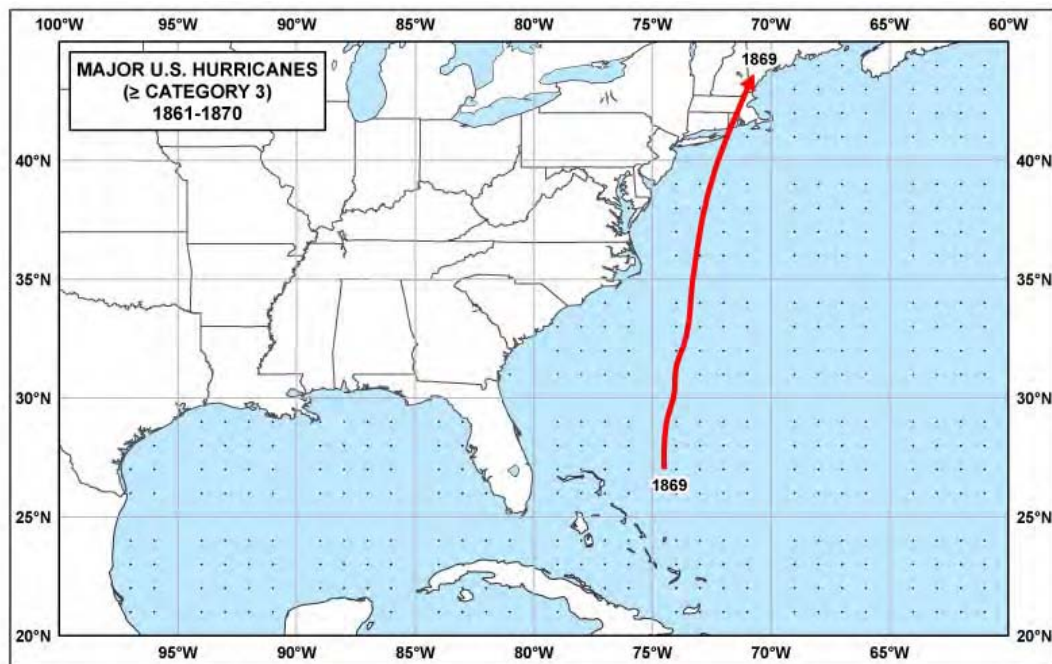 100°W 95°W 90°W 85°W 80°W 75°W 70°W 65°W 60°W
MAJOR U.S. HURRICANES
(≥ CATEGORY 3)
1861-1870
1869
40°N 40°N
35°N 35°N
30°N 30°N
1869
25°N 25°N
20°N 20°N
95°W 90°W 85°W 80°W 75°W 70°W 65°W